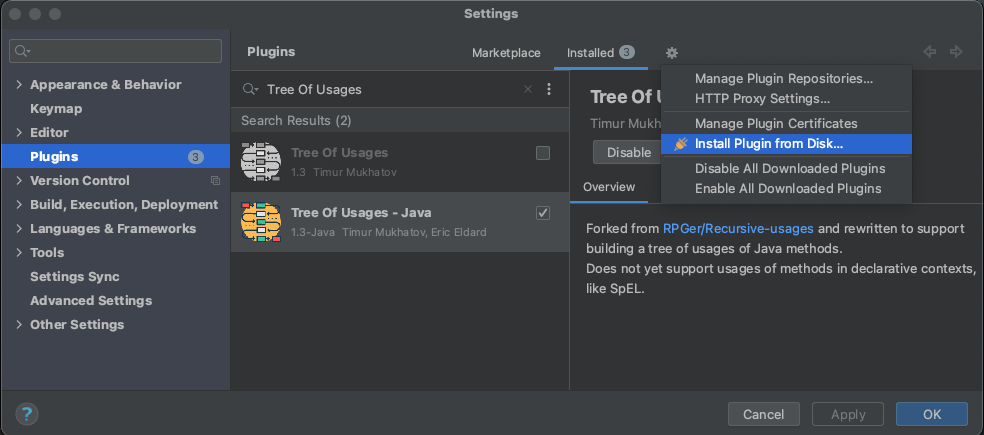 Settings
Plugins
Marketplace
Installed 3
Appearance & Behavior
Keymap
Editor
Plugins 3
Version Control
Build, Execution, Deployment
Languages & Frameworks
Tools
Settings Sync
Advanced Settings
Other Settings
Tree Of Usages
Search Results (2)
Tree Of Usages
1.3 Timur Mukhatov
Tree Of Usages - Java
1.3-Java Timur Mukhatov, Eric Eldard
Tree Of U
Timur Mukh
Disable
Overview
Manage Plugin Repositories...
HTTP Proxy Settings...
Manage Plugin Certificates
Install Plugin from Disk...
Disable All Downloaded Plugins
Enable All Downloaded Plugins
Forked from RPGer/Recursive-usages and rewritten to support
building a tree of usages of Java methods.
Does not yet support usages of methods in declarative contexts,
like SpEL.
?
Cancel
Apply
OK